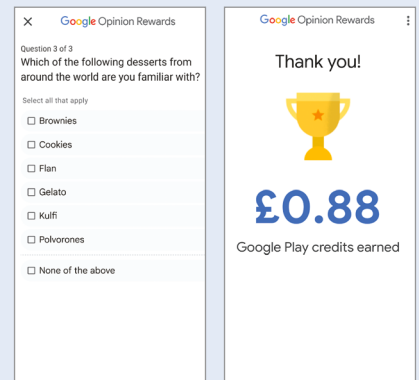 Google Opinion Rewards
Question 3 of 3
Which of the following desserts from
around the world are you familiar with?
Select all that apply
Brownies
Cookies
Flan
Gelato
Kulfi
Polvorones
None of the above
Google Opinion Rewards
Thank you!
£0.88
Google Play credits earned